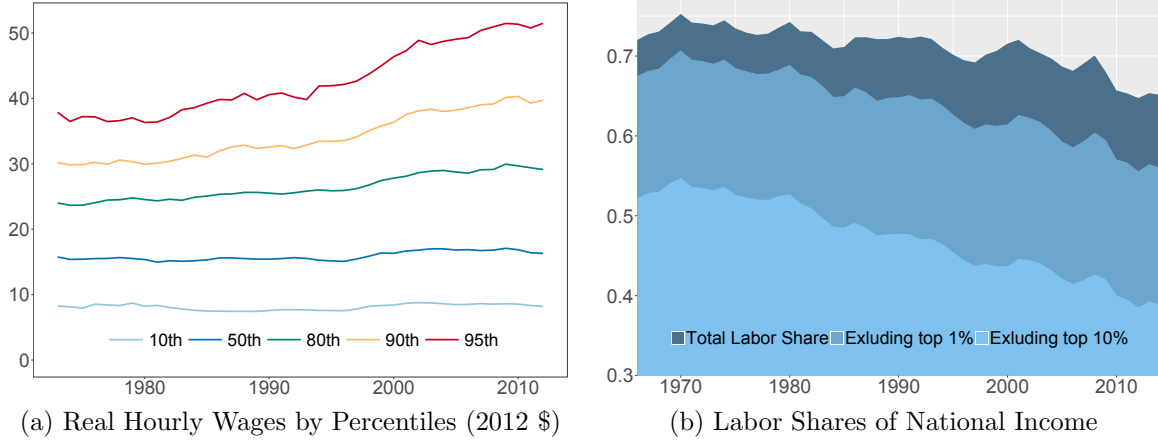 50
40
30
20
10
0
10th 50th 80th 90th 95th
1980 1990 2000 2010
(a) Real Hourly Wages by Percentiles (2012 $)
0.7
0.6
0.5
0.4
0.3
Total Labor Share Exluding top 1% Exluding top 10%
1970 1980 1990 2000 2010
(b) Labor Shares of National Income